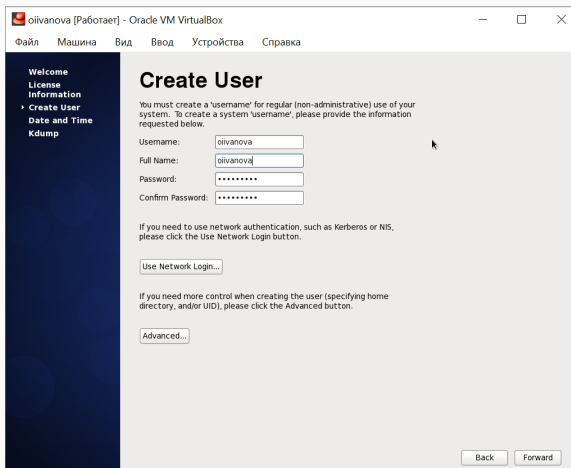 oiivanova [Работает] - Oracle VM VirtualBox
Файл Машина Вид Ввод Устройства Справка
Welcome
License
Information
Create User
Date and Time
Kdump
Create User
You must create a 'username' for regular (non-administrative) use of your
system. To create a system 'username', please provide the information
requested below.
Username: oiivanova
Full Name: oiivanova
Password: •••••••••
Confirm Password: •••••••••
If you need to use network authentication, such as Kerberos or NIS,
please click the Use Network Login button.
Use Network Login...
If you need more control when creating the user (specifying home
directory, and/or UID), please click the Advanced button.
Advanced...
Back Forward